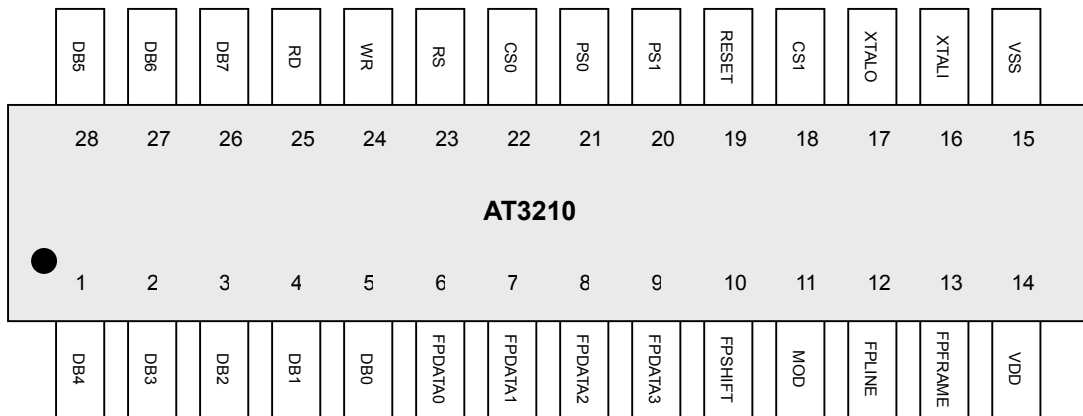 DB5 DB6 DB7 RD WR RS CS0 PS0 PS1 RESET CS1 XTALO XTALI VSS
28 27 26 25 24 23 22 21 20 19 18 17 16 15
AT3210
1 2 3 4 5 6 7 8 9 10 11 12 13 14
DB4 DB3 DB2 DB1 DB0 FPDATA0 FPDATA1 FPDATA2 FPDATA3 FPSHIFT MOD FPLINE FPFRAME VDD